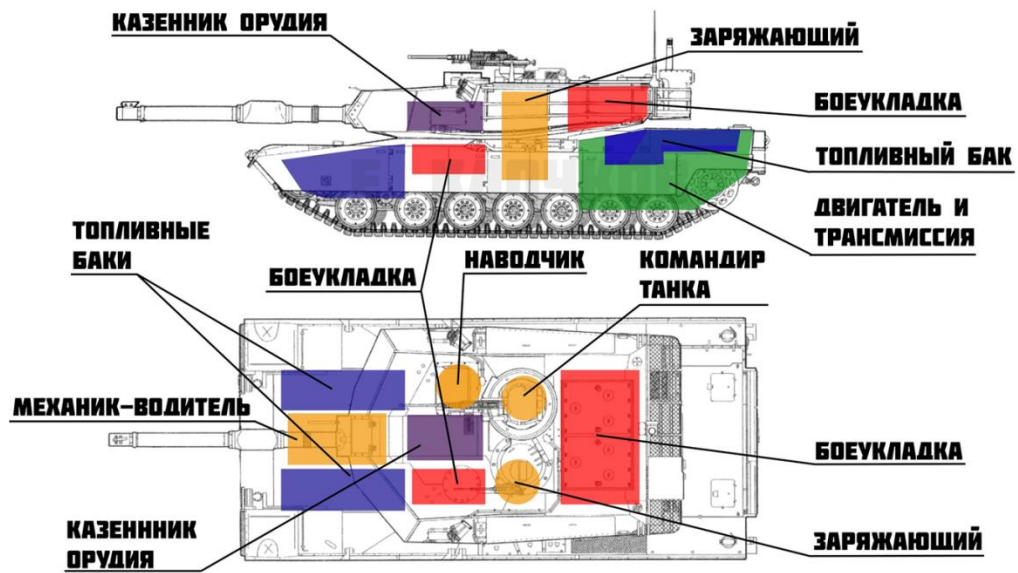 КАЗЕННИК ОРУДИЯ
ЗАРЯЖАЮЩИЙ
БОЕУКЛАДКА
ТОПЛИВНЫЙ БАК
ДВИГАТЕЛЬ И
ТРАНСМИССИЯ
ТОПЛИВНЫЕ
БАКИ
БОЕУКЛАДКА
НАВОДЧИК
КОМАНДИР
ТАНКА
МЕХАНИК-ВОДИТЕЛЬ
БОЕУКЛАДКА
КАЗЕНННИК
ОРУДИЯ
ЗАРЯЖАЮЩИЙ